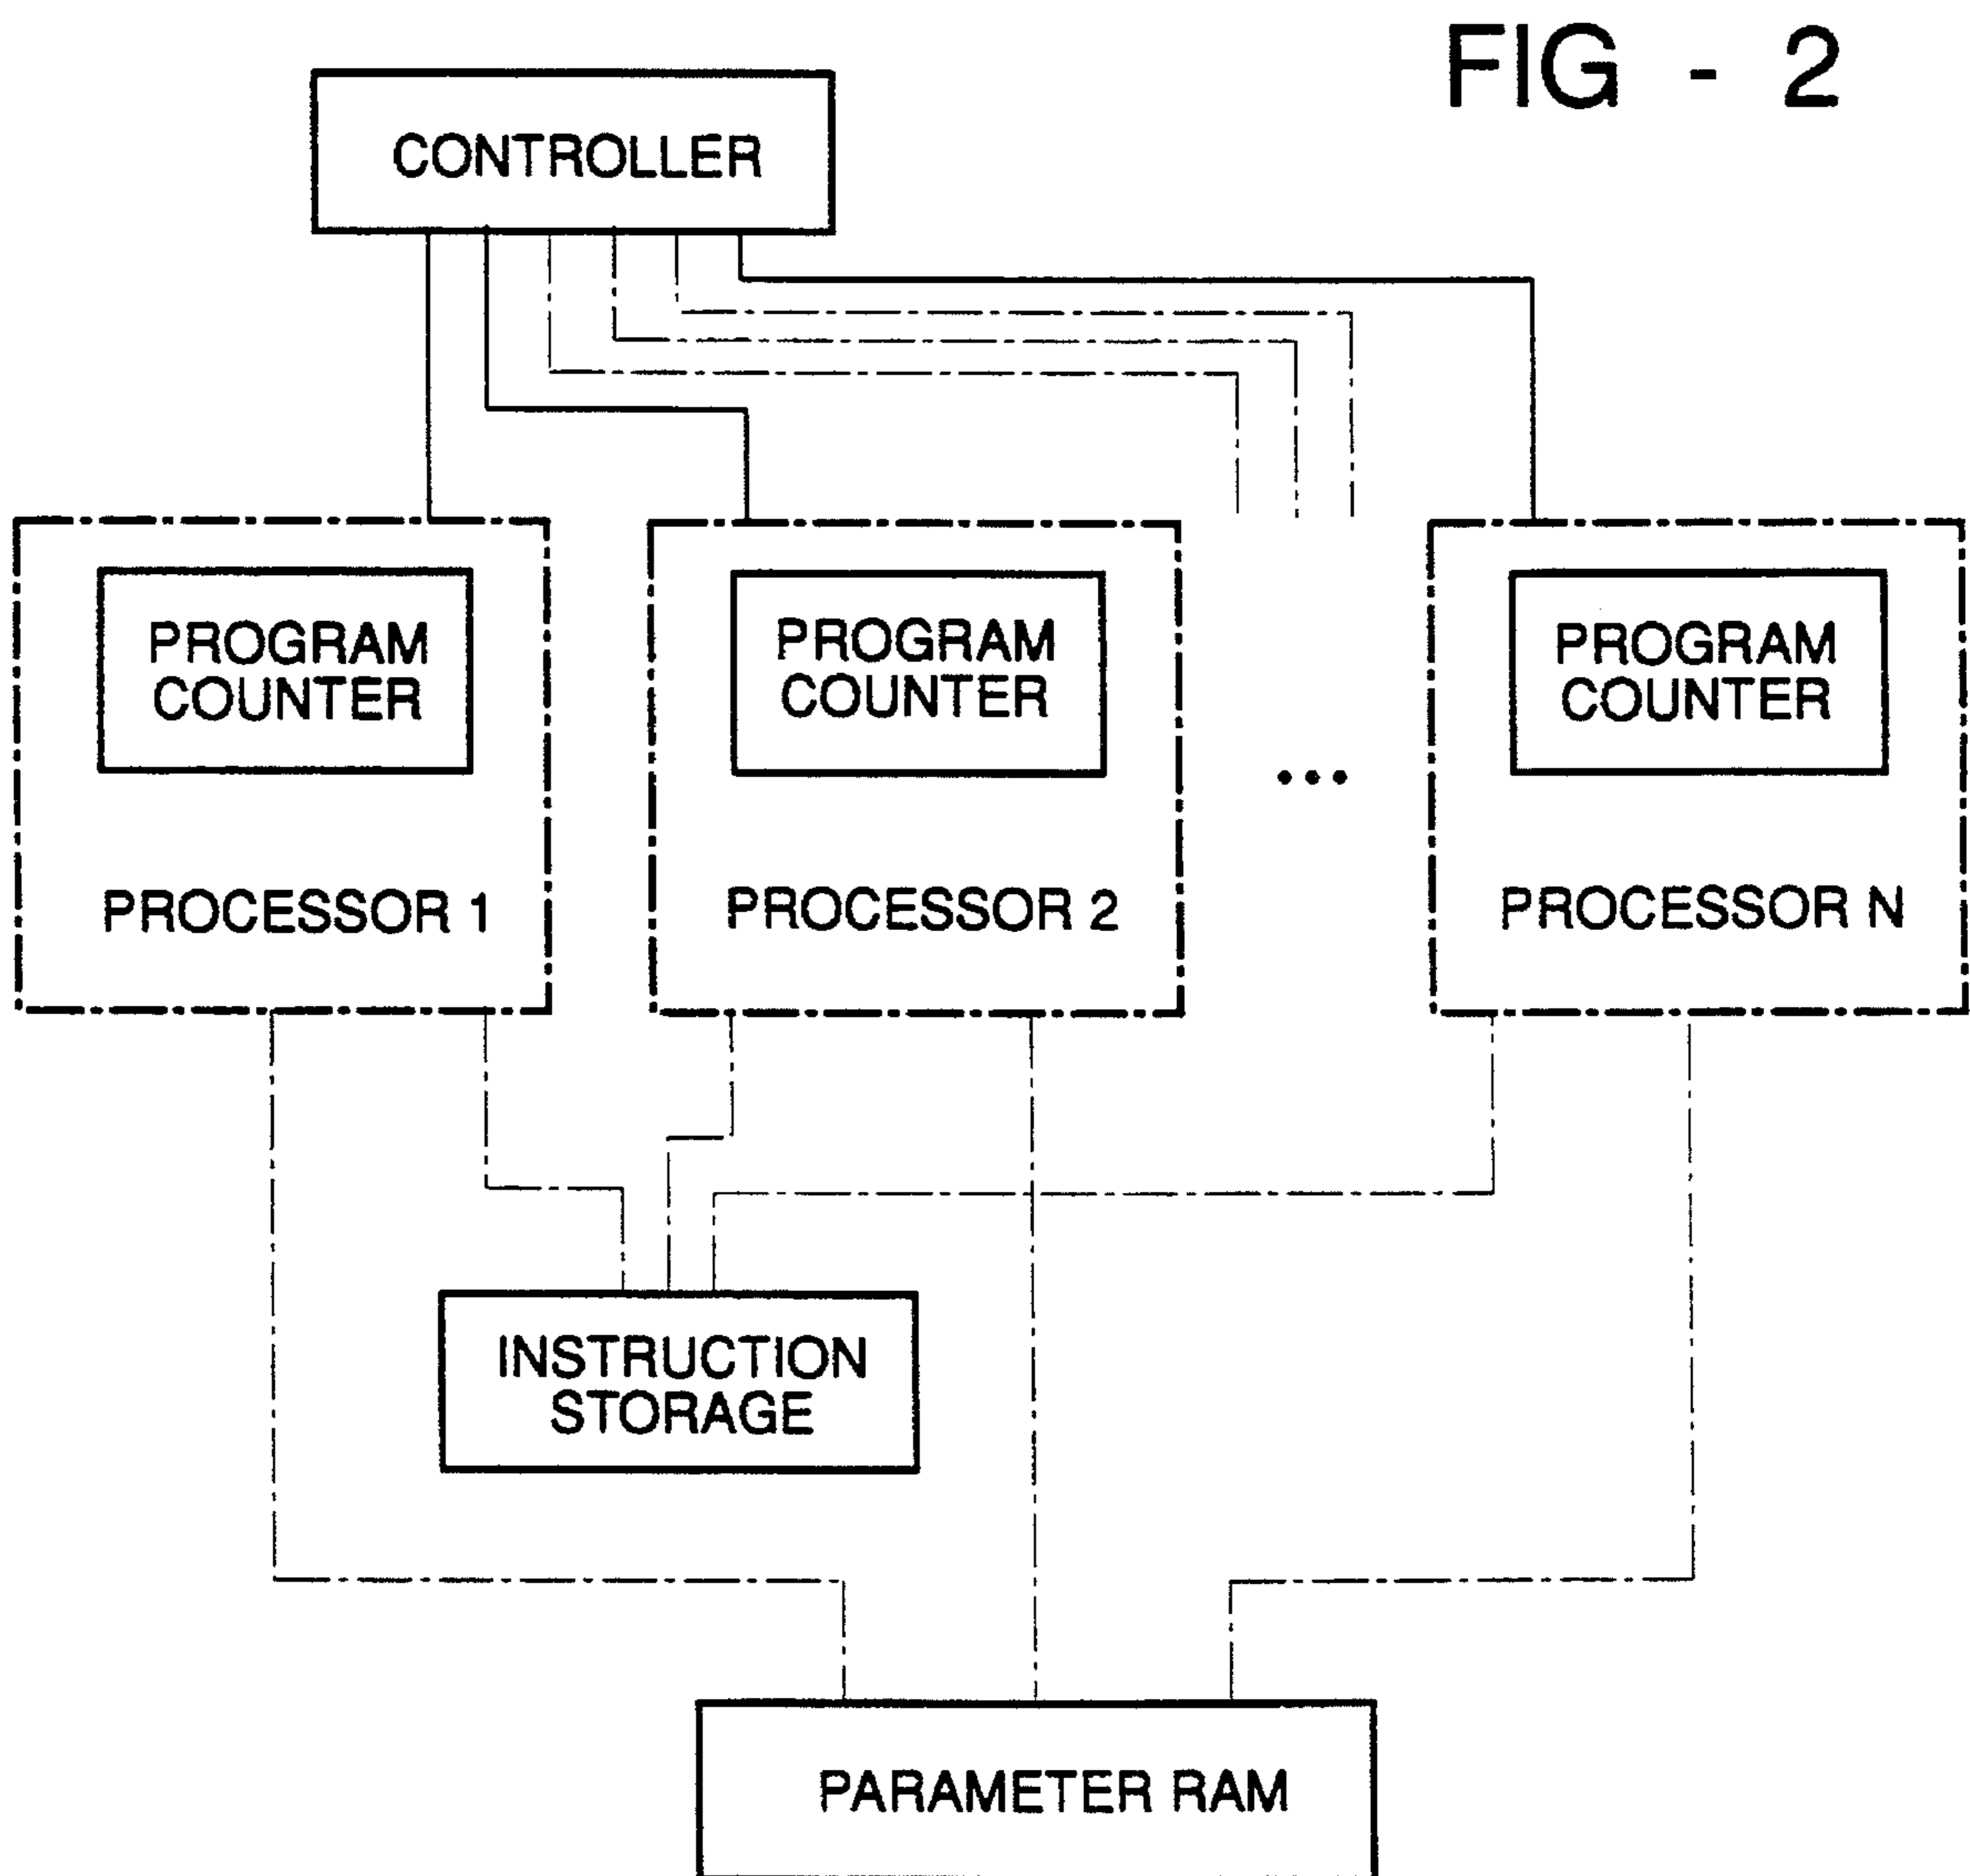 FIG - 2
CONTROLLER
PROGRAM
COUNTER
PROCESSOR 1
PROGRAM
COUNTER
PROCESSOR 2
...
PROGRAM
COUNTER
PROCESSOR N
INSTRUCTION
STORAGE
PARAMETER RAM